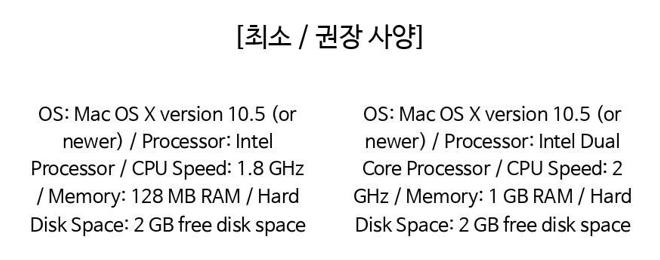 [최소 / 권장 사양]
OS: Mac OS X version 10.5 (or
newer) / Processor: Intel
Processor / CPU Speed: 1.8 GHz
/ Memory: 128 MB RAM / Hard
Disk Space: 2 GB free disk space
OS: Mac OS X version 10.5 (or
newer) / Processor: Intel Dual
Core Processor / CPU Speed: 2
GHz / Memory: 1 GB RAM / Hard
Disk Space: 2 GB free disk space